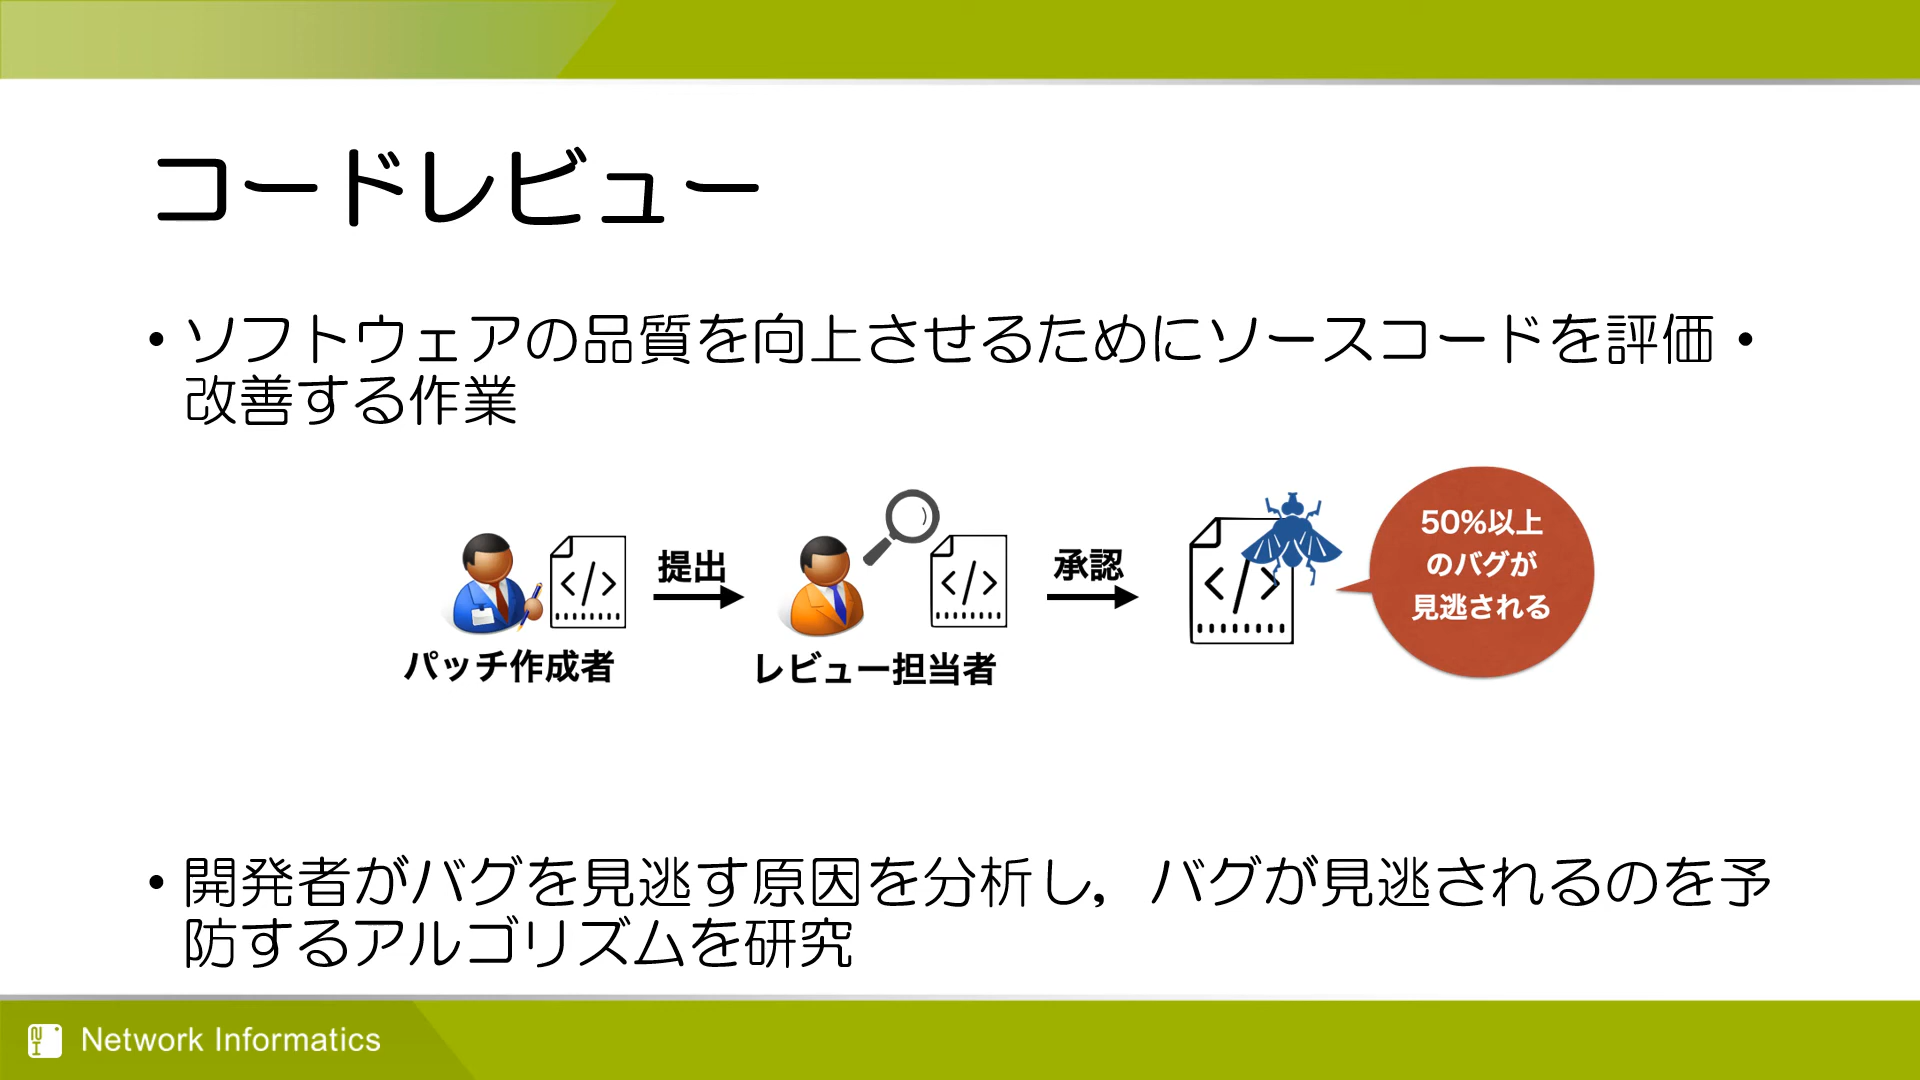 コードレビュー
• ソフトウェアの品質を向上させるためにソースコードを評価・
改善する作業
提出
承認
パッチ作成者
レビュー担当者
</>
</>
</>
50%以上
のバグが
見逃される
• 開発者がバグを見逃す原因を分析し，バグが見逃されるのを予
防するアルゴリズムを研究
NI
Network Informatics